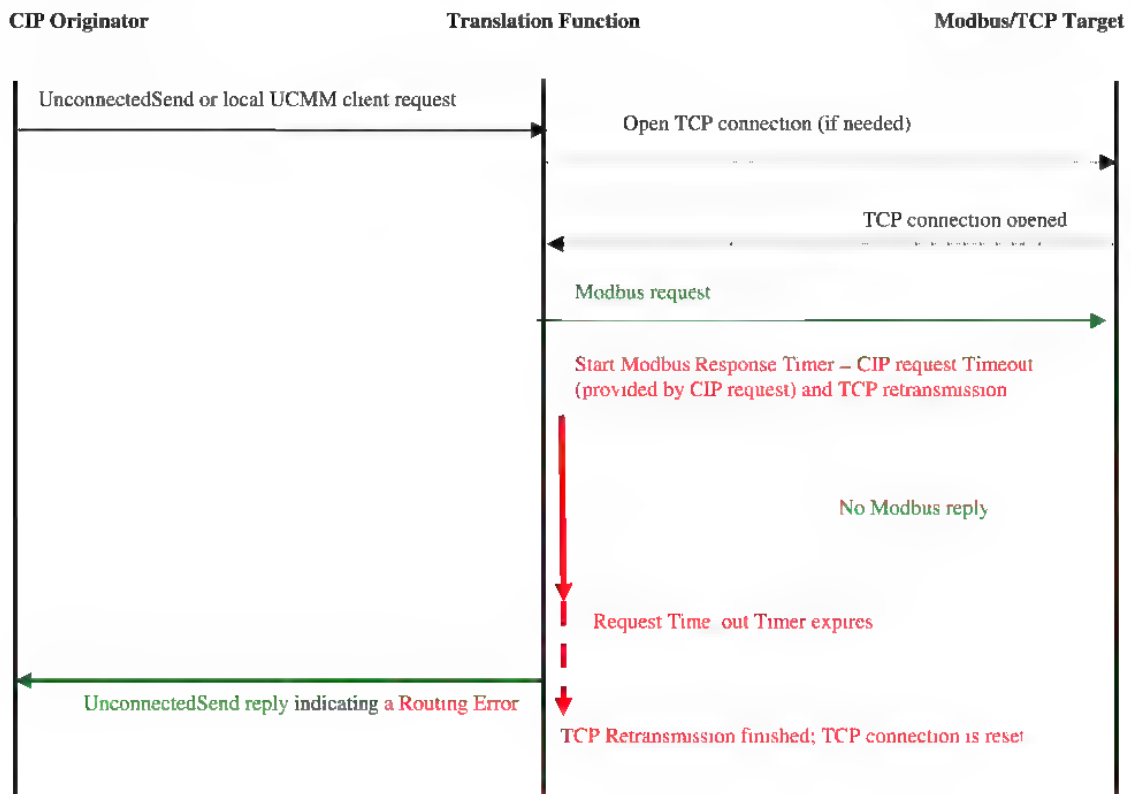 CIP Originator
Translation Function
Modbus/TCP Target
UnconnectedSend or local UCMM client request
Open TCP connection (if needed)
TCP connection opened
Modbus request
Start Modbus Response Timer – CIP request Timeout
(provided by CIP request) and TCP retransmission
No Modbus reply
Request Time out Timer expires
UnconnectedSend reply indicating a Routing Error
TCP Retransmission finished; TCP connection is reset